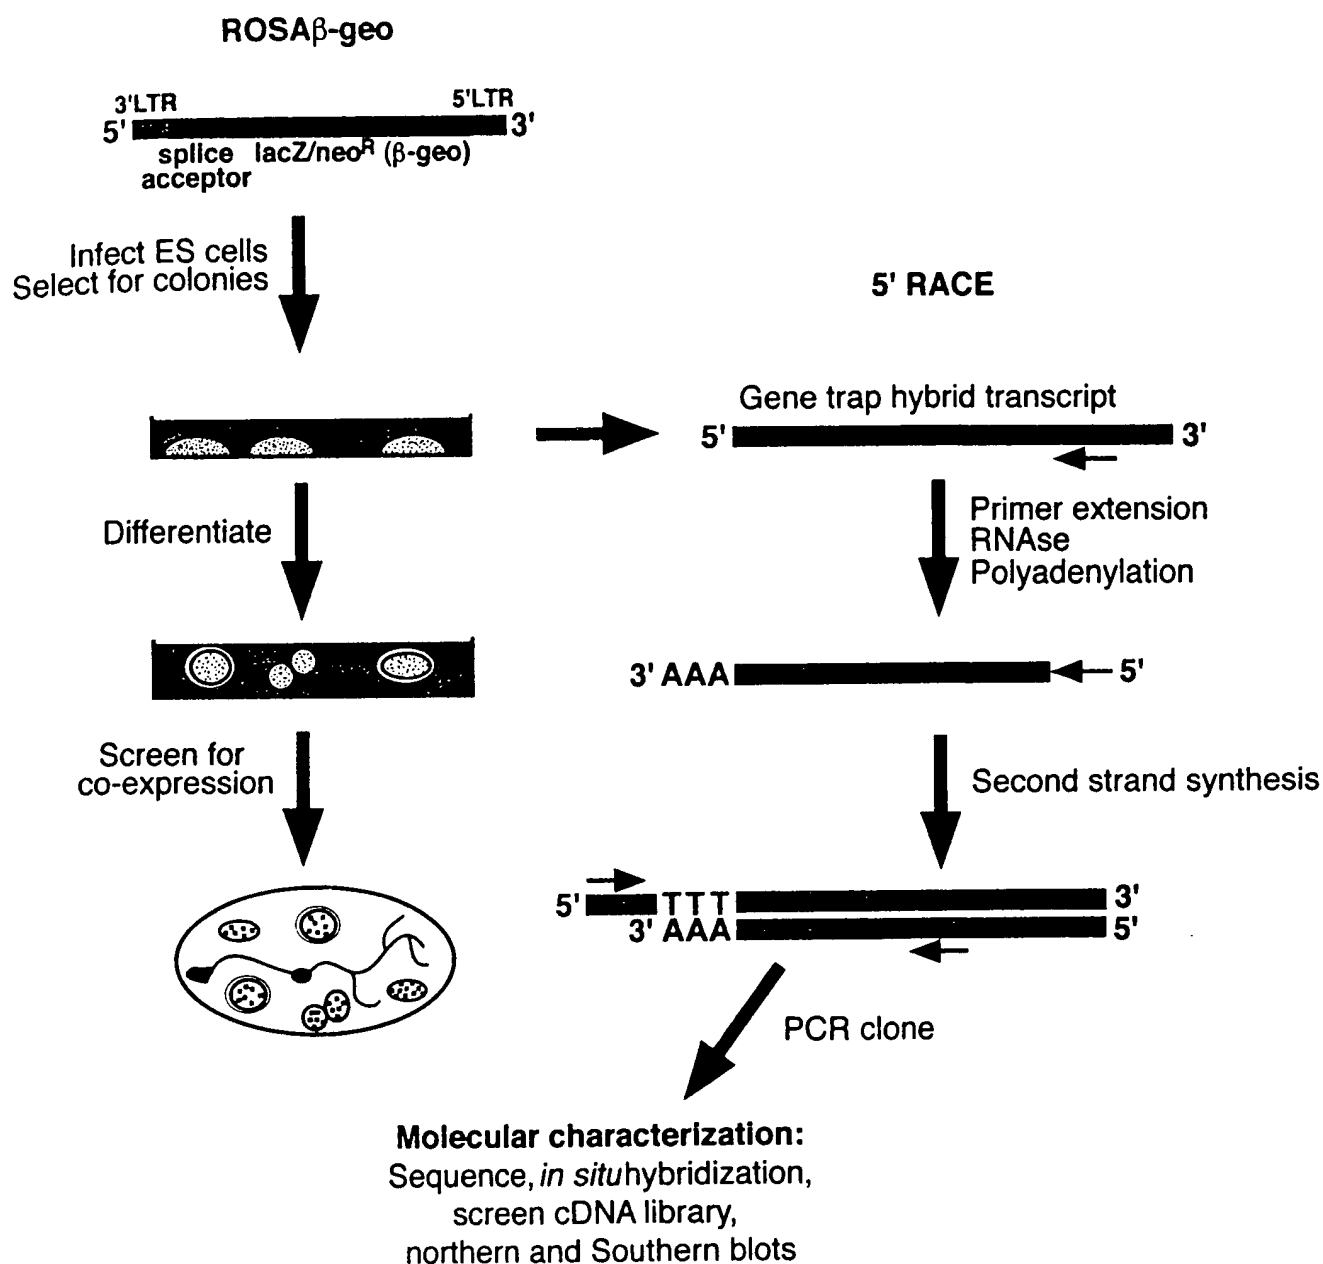 ROSAβ-geo
3'LTR 5'LTR
5' 3'
splice lacZ/neoR (β-geo)
acceptor
Infect ES cells
Select for colonies
Differentiate
Screen for
co-expression
5' RACE
Gene trap hybrid transcript
5' 3'
Primer extension
RNAse
Polyadenylation
3' AAA 5'
Second strand synthesis
5' TTT 3'
3' AAA 5'
PCR clone
Molecular characterization:
Sequence, in situ hybridization,
screen cDNA library,
northern and Southern blots